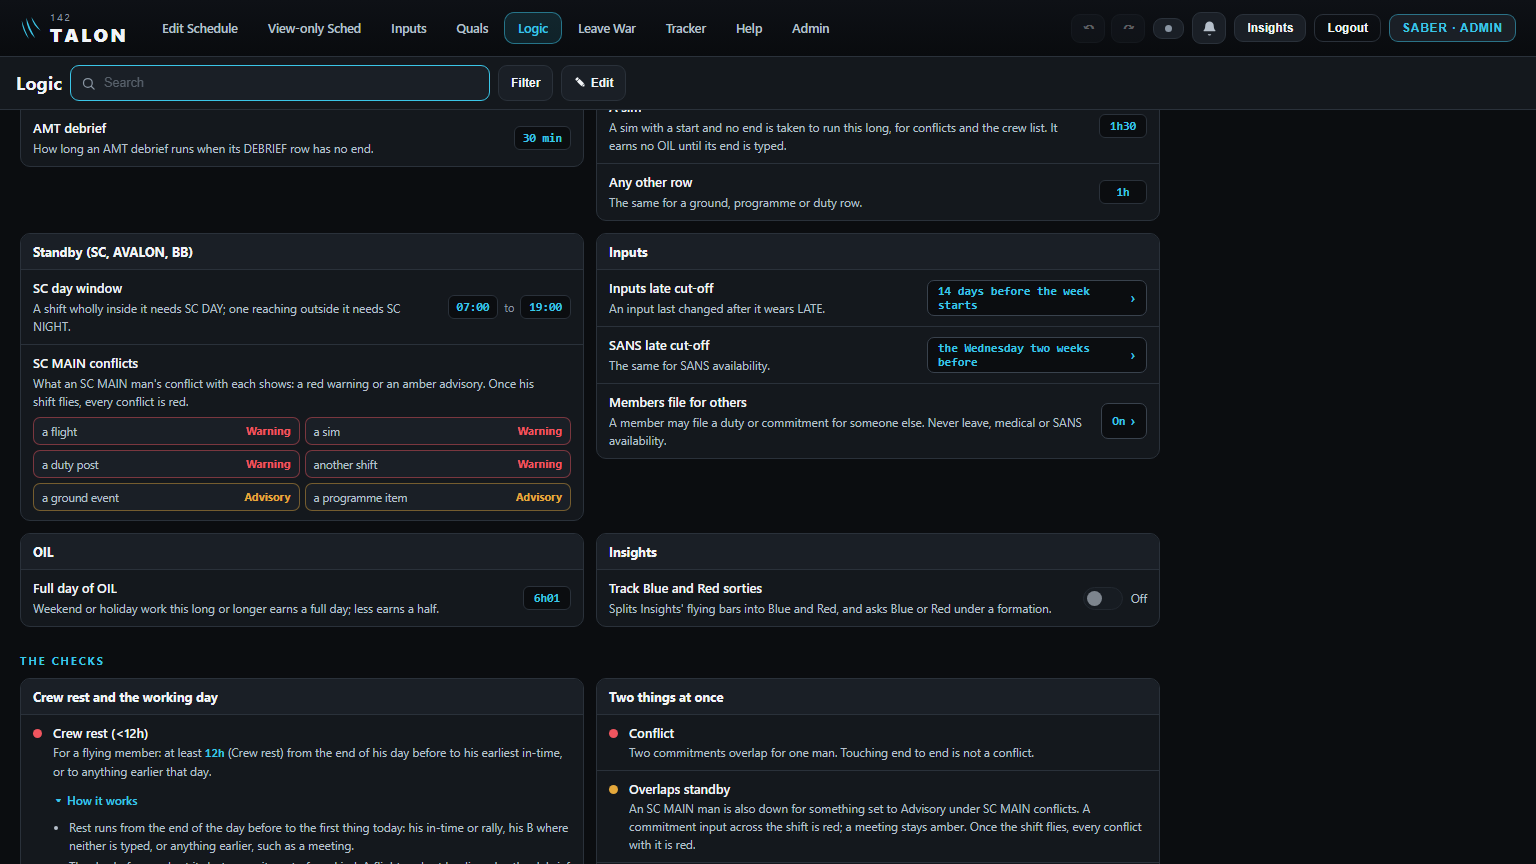 142
TALON
Edit Schedule
View-only Sched
Inputs
Quals
Logic
Leave War
Tracker
Help
Admin
Insights
Logout
SABER · ADMIN
Logic
Search
Filter
✎ Edit
AMT debrief
How long an AMT debrief runs when its DEBRIEF row has no end.
30 min
A sim
A sim with a start and no end is taken to run this long, for conflicts and the crew list. It
earns no OIL until its end is typed.
1h30
Any other row
The same for a ground, programme or duty row.
1h
Standby (SC, AVALON, BB)
SC day window
A shift wholly inside it needs SC DAY; one reaching outside it needs SC
NIGHT.
07:00 to 19:00
SC MAIN conflicts
What an SC MAIN man's conflict with each shows: a red warning or an amber advisory. Once his
shift flies, every conflict is red.
a flight Warning
a sim Warning
a duty post Warning
another shift Warning
a ground event Advisory
a programme item Advisory
Inputs
Inputs late cut-off
An input last changed after it wears LATE.
14 days before the week
starts ›
SANS late cut-off
The same for SANS availability.
the Wednesday two weeks
before ›
Members file for others
A member may file a duty or commitment for someone else. Never leave, medical or SANS
availability.
On ›
OIL
Full day of OIL
Weekend or holiday work this long or longer earns a full day; less earns a half.
6h01
Insights
Track Blue and Red sorties
Splits Insights' flying bars into Blue and Red, and asks Blue or Red under a formation.
Off
THE CHECKS
Crew rest and the working day
Crew rest (<12h)
For a flying member: at least 12h (Crew rest) from the end of his day before to his earliest in-time,
or to anything earlier that day.
How it works
• Rest runs from the end of the day before to the first thing today: his in-time or rally, his B where
neither is typed, or anything earlier, such as a meeting.
Two things at once
Conflict
Two commitments overlap for one man. Touching end to end is not a conflict.
Overlaps standby
An SC MAIN man is also down for something set to Advisory under SC MAIN conflicts. A
commitment input across the shift is red; a meeting stays amber. Once the shift flies, every conflict
with it is red.